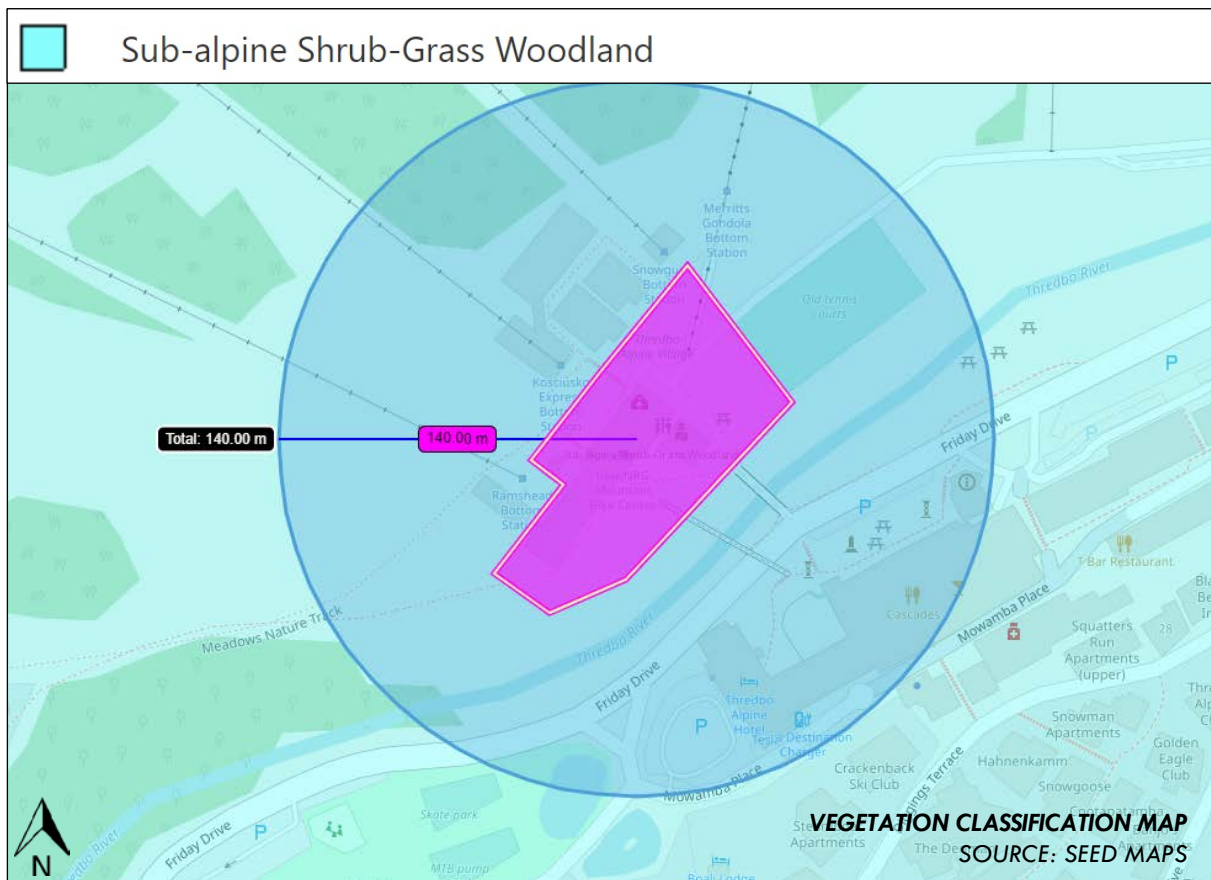 Sub-alpine Shrub-Grass Woodland
Merritts
Gondola
Bottom
Station
Snowgums
Bottom
Station
Old tennis
courts
Thredbo River
Thredbo
Alpine Village
Kosciuszko
Express
Bottom
Station
Total: 140.00 m
140.00 m
Friday Drive
P
P
Sub-alpine Shrub-Grass Woodland
Mountain
Bike Centre
Ramshead
Bottom
Station
P
T Bar Restaurant
Cascades
Mowamba Place
Squatters
Run
Apartments
(upper)
28
Meadows Nature Track
Thredbo River
Friday Drive
Thredbo
Alpine
Hotel
P
Destination
Charger
Snowman
Apartments
Golden
Eagle
Club
Crackenback
Ski Club
Hahnenkamm
Snowgoose
Mowamba Place
Skate park
Thredbo River
Friday Drive
P
MTB pump
VEGETATION CLASSIFICATION MAP
SOURCE: SEED MAPS
Apartments
N